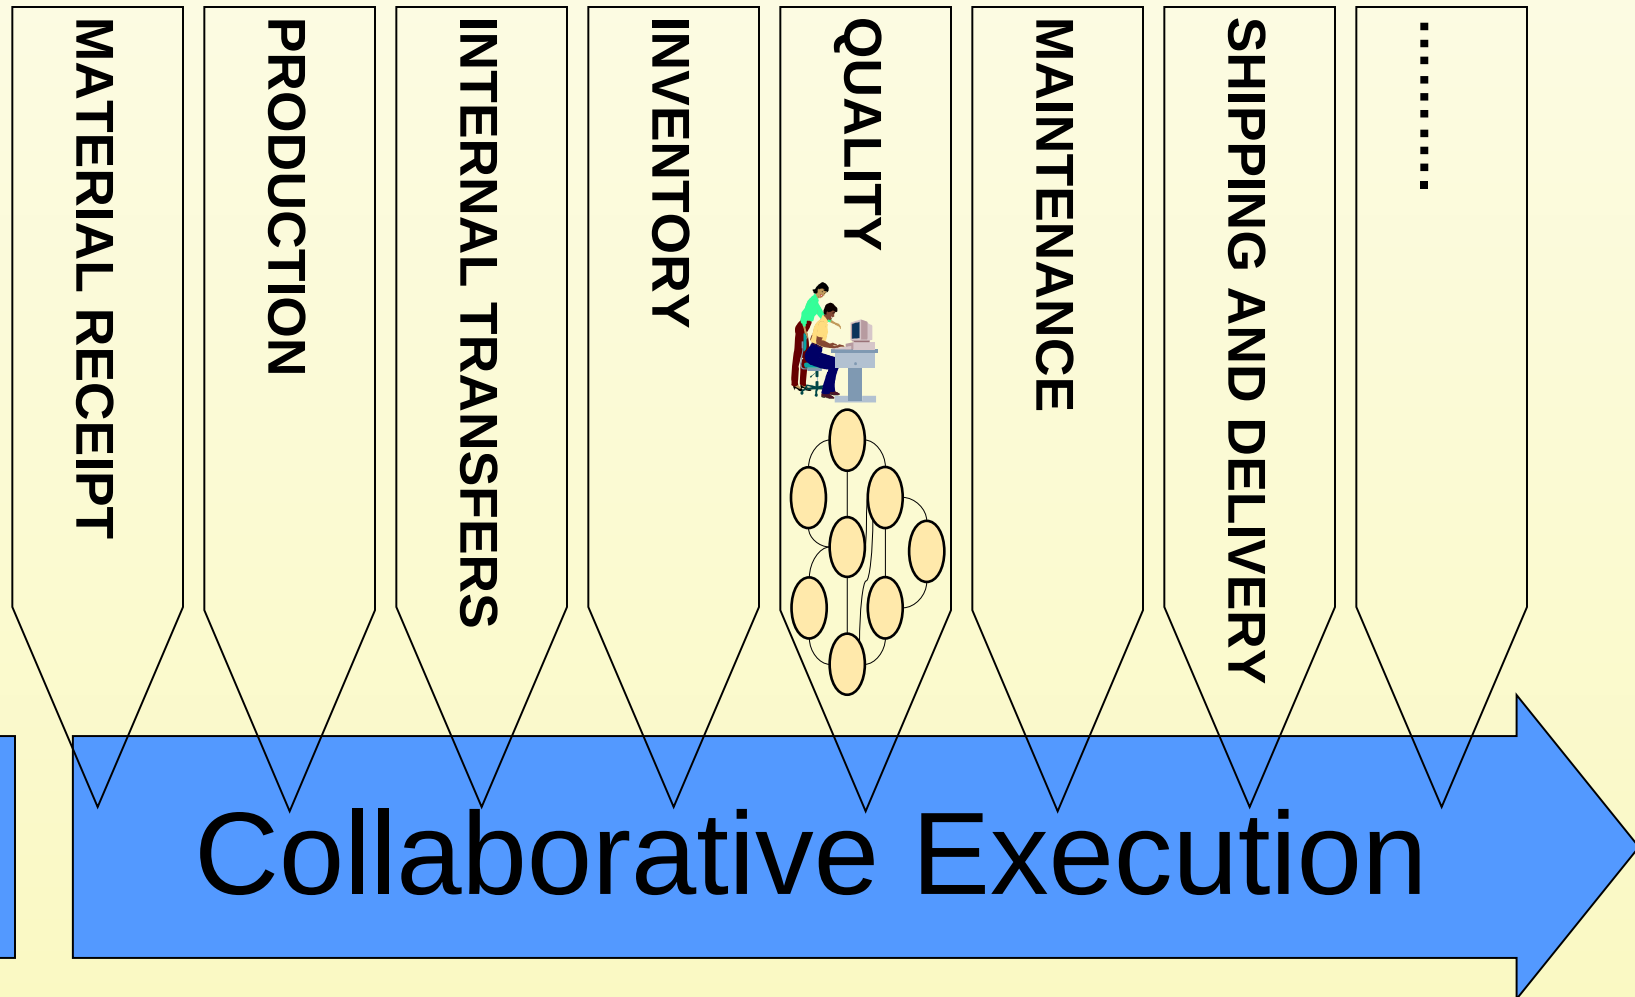 MATERIAL RECEIPT
PRODUCTION
INTERNAL TRANSFERS
INVENTORY
QUALITY
MAINTENANCE
SHIPPING AND DELIVERY
………
Collaborative Execution